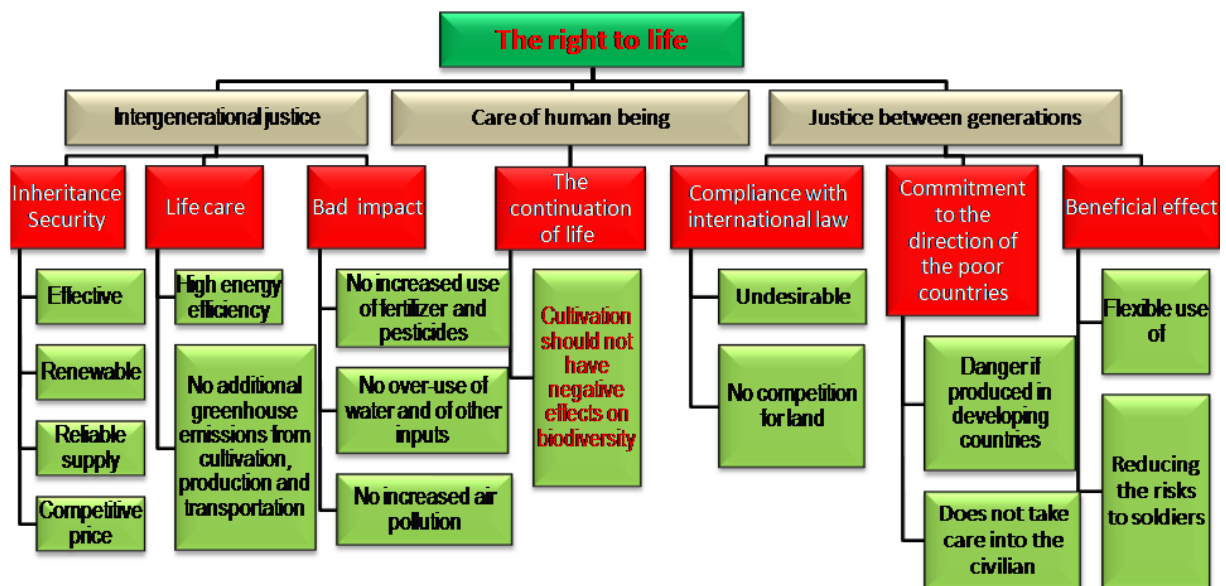 The right to life
Intergenerational justice
Care of human being
Justice between generations
Inheritance
Security
Life care
Bad impact
The
continuation
of life
Compliance with
international law
Commitment
to the
direction of
the poor
countries
Beneficial effect
Effective
Renewable
Reliable
supply
Competitive
price
High energy
efficiency
No additional
greenhouse
emissions from
cultivation,
production and
transportation
No increased use
of fertilizer and
pesticides
No over-use of
water and of other
inputs
No increased air
pollution
Cultivation
should not
have
negative
effects on
biodiversity
Undesirable
No competition
for land
Danger if
produced in
developing
countries
Does not take
care into the
civilian
Flexible use
of
Reducing
the risks
to soldiers